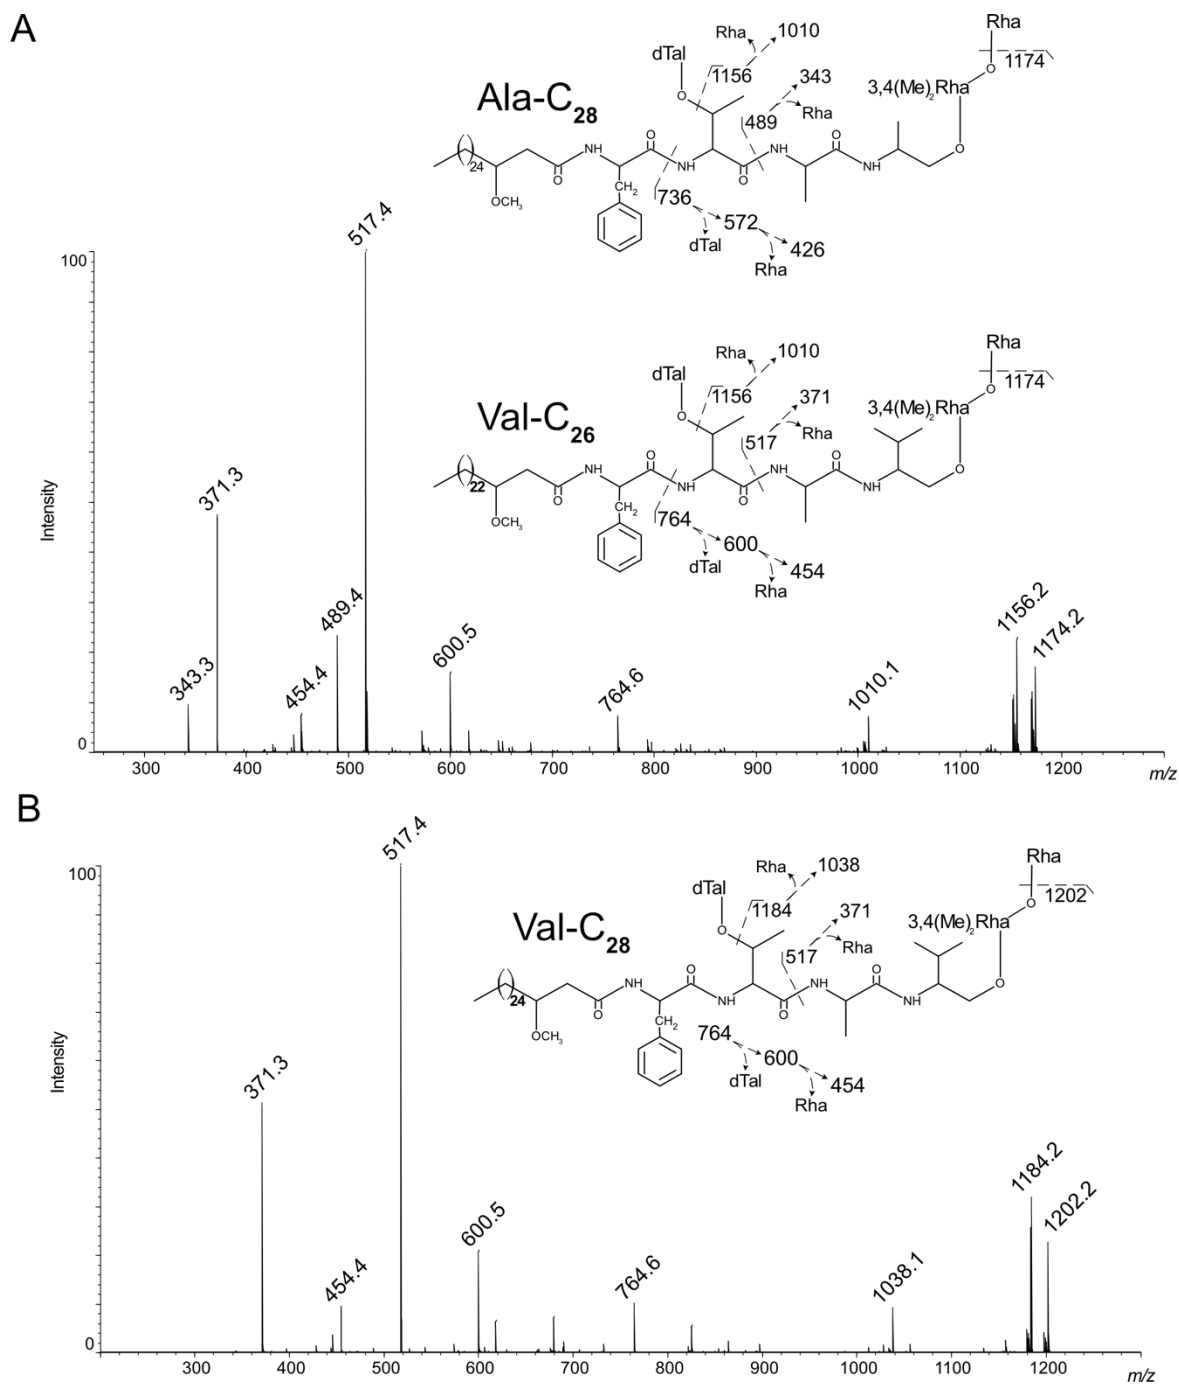 A
Rha
dTal
Rha
1010
1156
343
1174
3,4(Me)2Rha
Ala-C28
489
Rha
O
O
O
O
NH
O
NH
O
NH
NH
O
24
OCH3
CH2
736
572
dTal
426
Rha
517.4
100
Rha
dTal
Rha
1010
1156
371
1174
3,4(Me)2Rha
Val-C26
517
Rha
O
O
O
O
NH
O
NH
O
NH
NH
O
22
OCH3
CH2
764
600
dTal
454
Rha
371.3
Intensity
489.4
343.3
454.4
600.5
764.6
1010.1
1156.2
1174.2
0
300 400 500 600 700 800 900 1000 1100 1200 m/z
B
517.4
100
Rha
dTal
Rha
1038
1184
371
1202
3,4(Me)2Rha
Val-C28
517
Rha
O
O
O
O
NH
O
NH
O
NH
NH
O
24
OCH3
CH2
764
600
dTal
454
Rha
371.3
Intensity
454.4
600.5
764.6
1038.1
1184.2
1202.2
0
300 400 500 600 700 800 900 1000 1100 1200 m/z